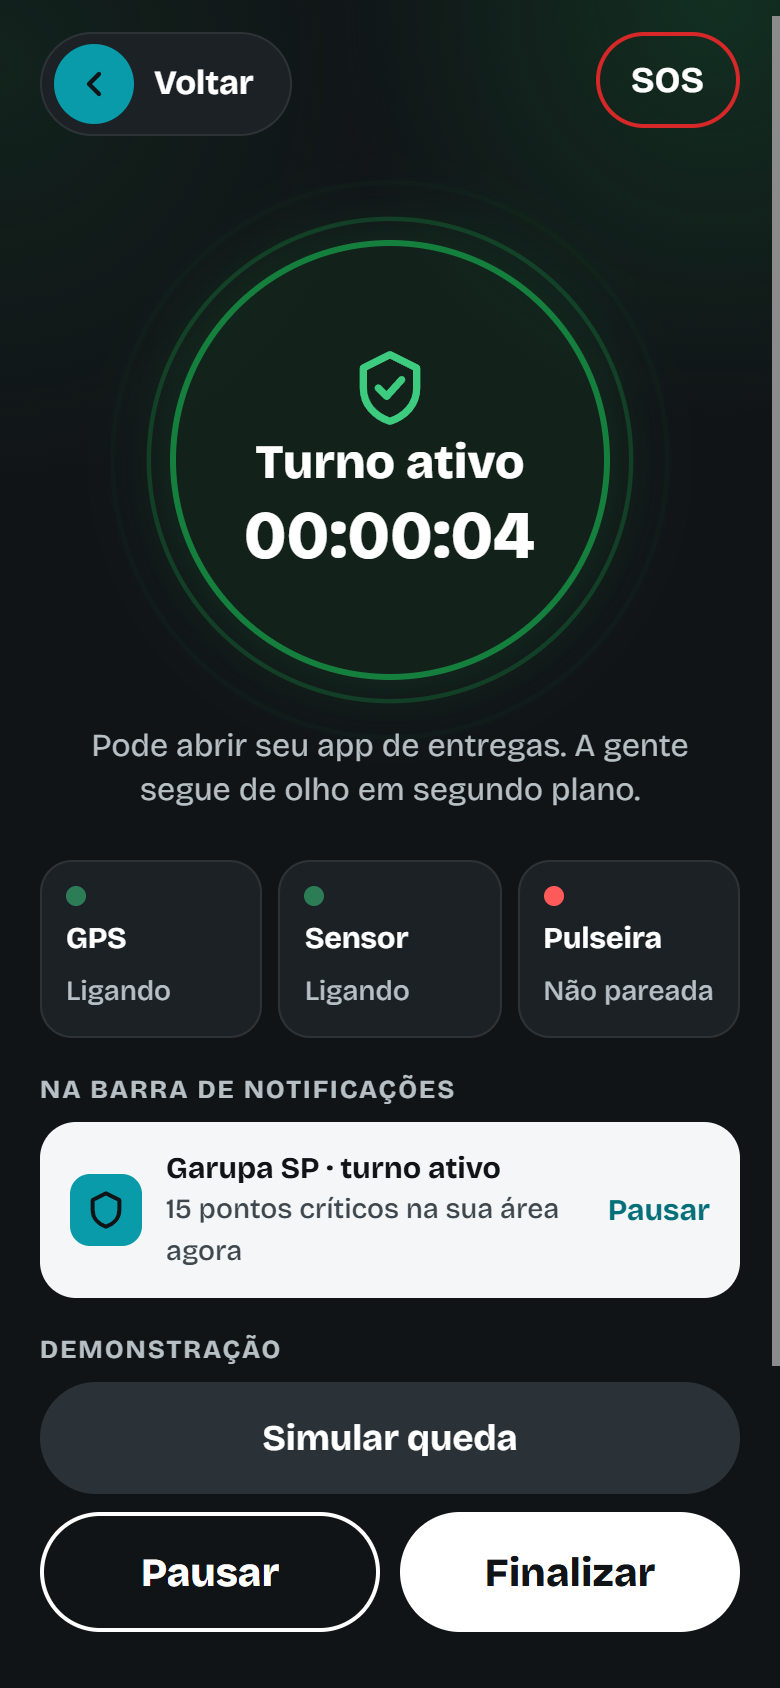 Voltar
SOS
Turno ativo
00:00:04
Pode abrir seu app de entregas. A gente
segue de olho em segundo plano.
GPS
Ligando
Sensor
Ligando
Pulseira
Não pareada
NA BARRA DE NOTIFICAÇÕES
Garupa SP · turno ativo
15 pontos críticos na sua área
agora
Pausar
DEMONSTRAÇÃO
Simular queda
Pausar
Finalizar